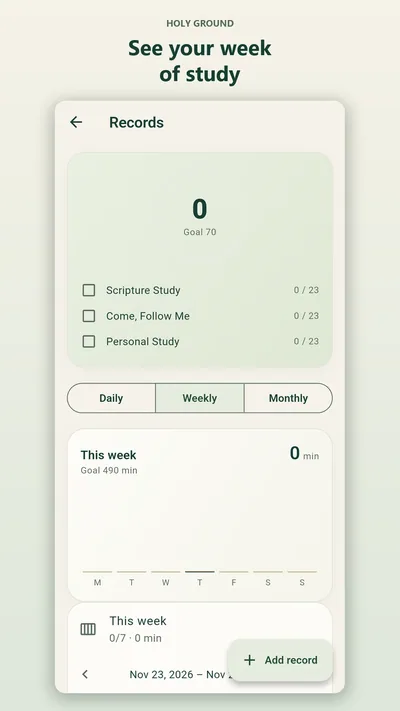 HOLY GROUND
See your week
of study
Records
0
Goal 70
Scripture Study 0 / 23
Come, Follow Me 0 / 23
Personal Study 0 / 23
Daily Weekly Monthly
This week 0 min
Goal 490 min
M T W T F S S
This week
0/7 · 0 min
Add record
Nov 23, 2026 – Nov